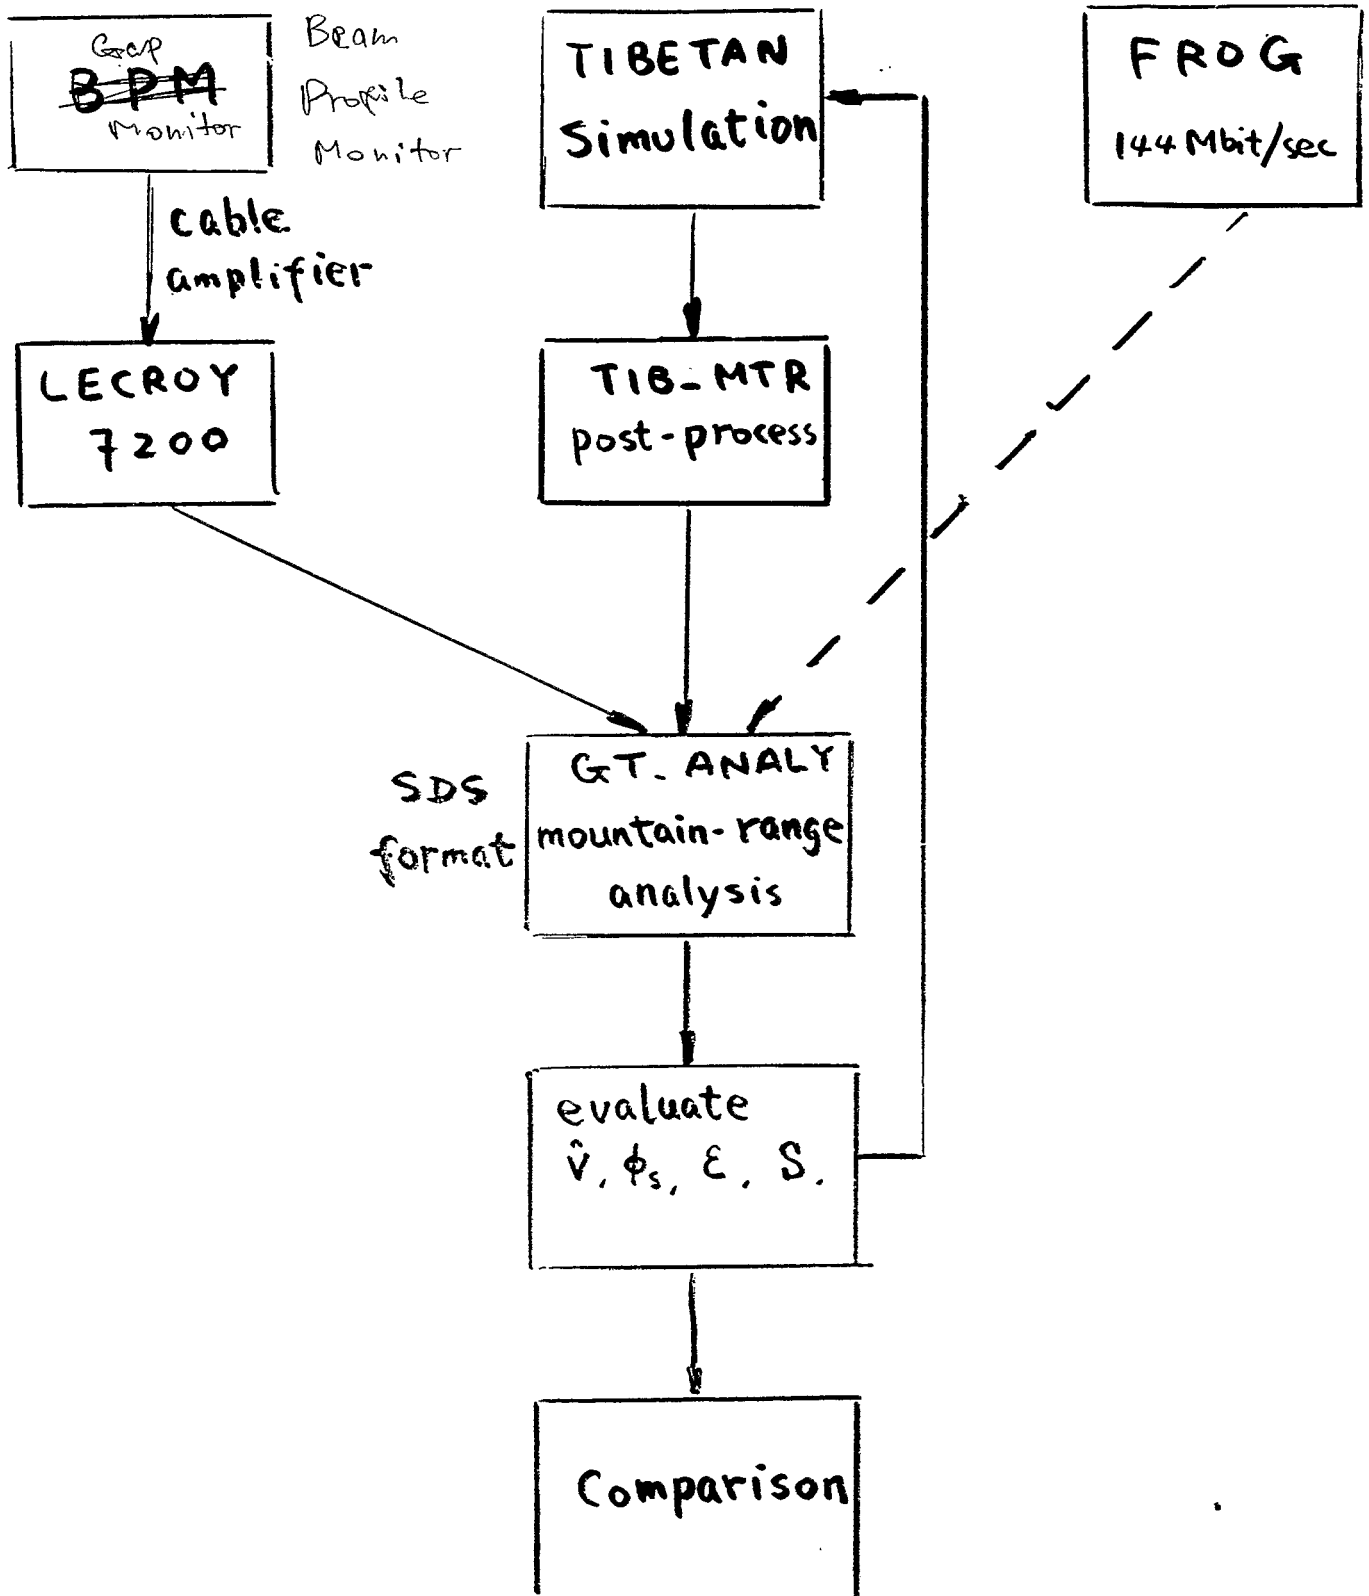 Gap
BPM
Monitor
Beam
Profile
Monitor
TIBETAN
Simulation
FROG
144 Mbit/sec
cable
amplifier
LECROY
7200
TIB_MTR
post-process
SDS
format
GT_ANALY
mountain-range
analysis
evaluate
v̂, ϕₛ, ε, S.
Comparison